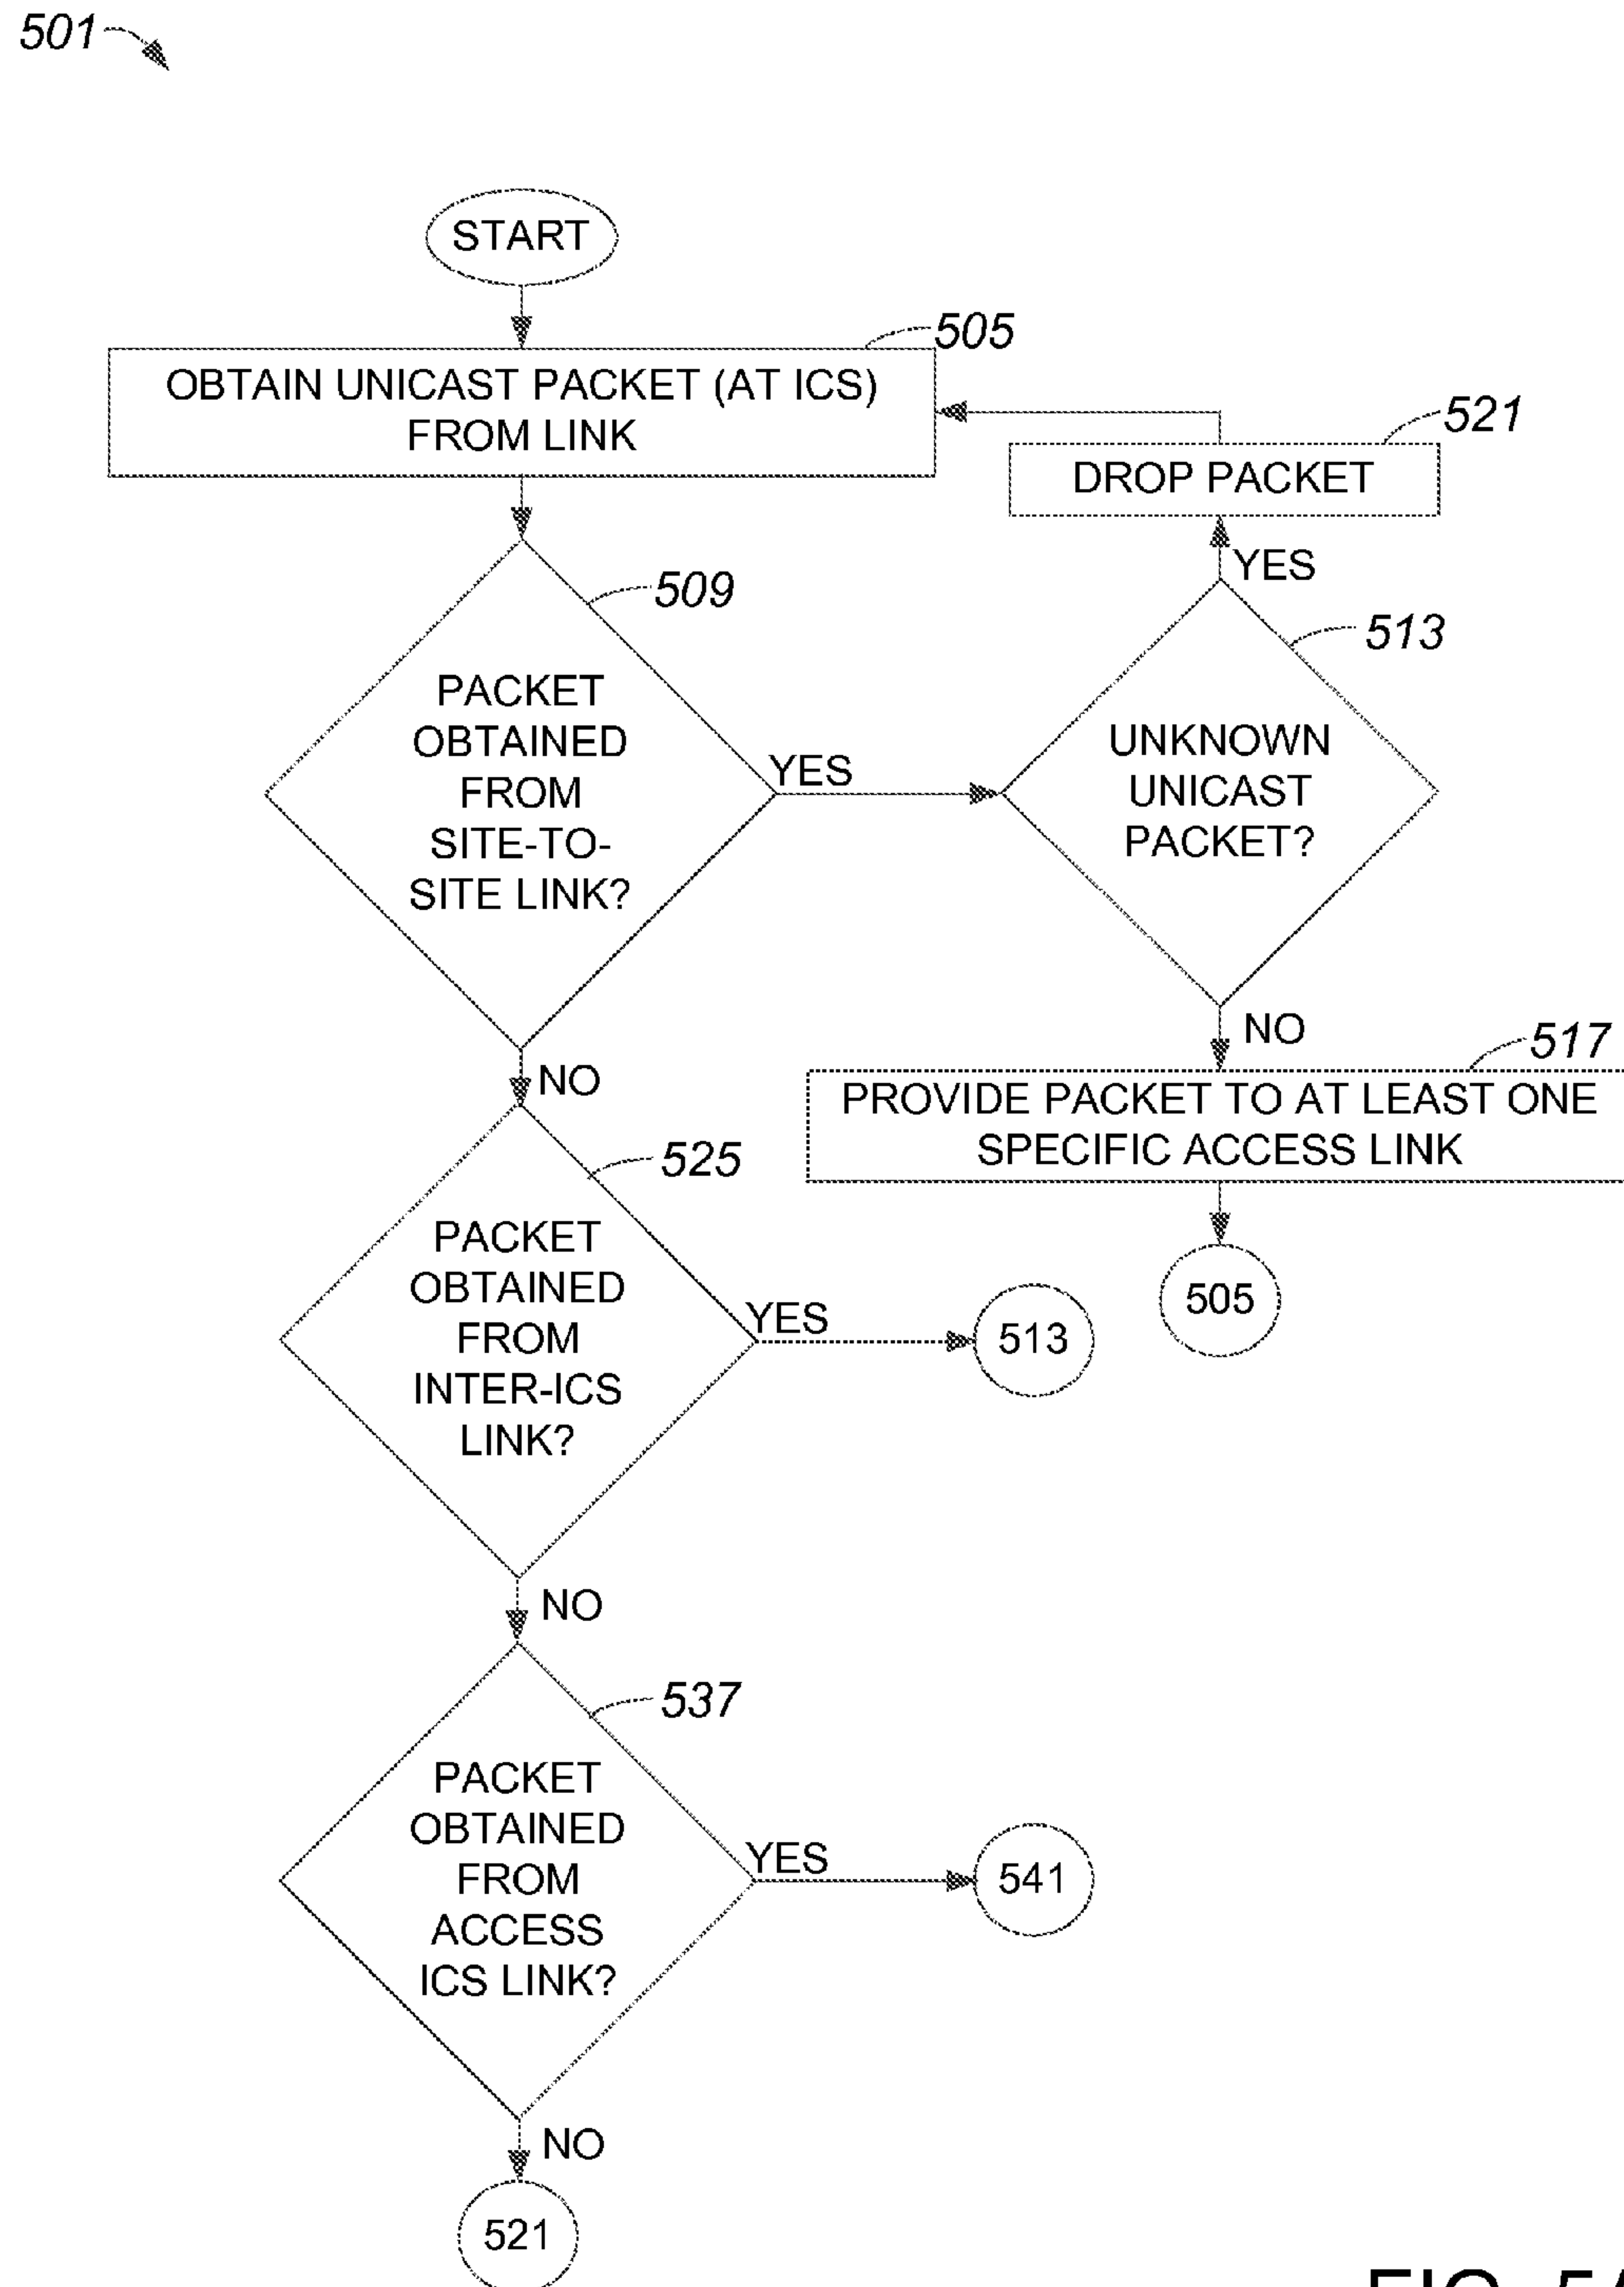 501
START
505
OBTAIN UNICAST PACKET (AT ICS)
FROM LINK
521
DROP PACKET
YES
509
513
PACKET
OBTAINED
FROM
SITE-TO-
SITE LINK?
YES
UNKNOWN
UNICAST
PACKET?
NO
NO
517
PROVIDE PACKET TO AT LEAST ONE
SPECIFIC ACCESS LINK
525
PACKET
OBTAINED
FROM
INTER-ICS
LINK?
YES
513
505
NO
537
PACKET
OBTAINED
FROM
ACCESS
ICS LINK?
YES
541
NO
521